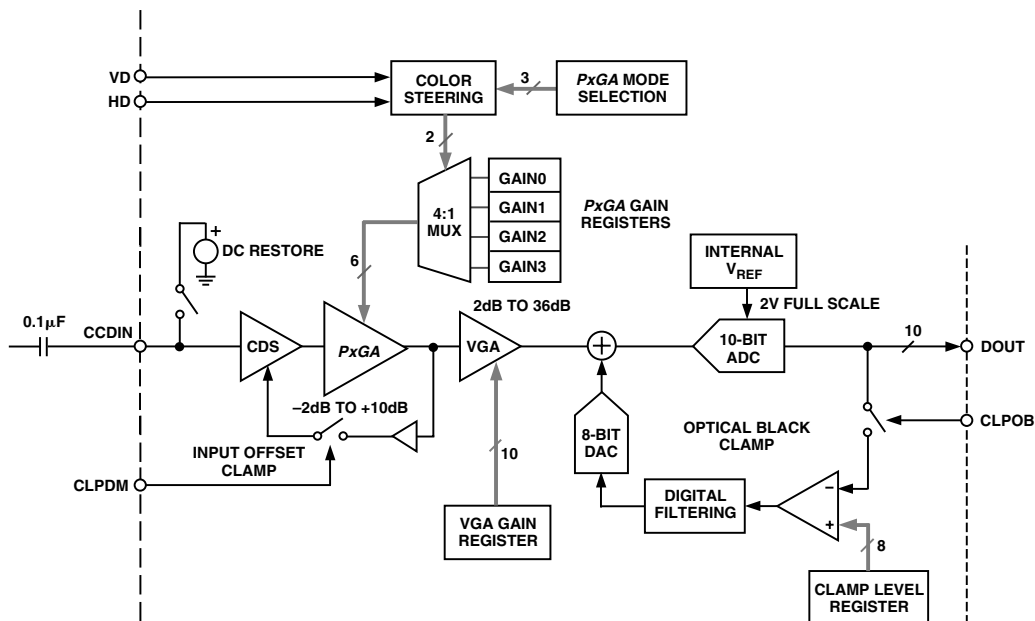 VD
HD
COLOR
STEERING
3
PxGA MODE
SELECTION
2
4:1
MUX
GAIN0
GAIN1
GAIN2
GAIN3
PxGA GAIN
REGISTERS
6
+
DC RESTORE
INTERNAL
VREF
2V FULL SCALE
0.1µF
CCDIN
CDS
PxGA
2dB TO 36dB
VGA
+
10-BIT
ADC
10
DOUT
–2dB TO +10dB
INPUT OFFSET
CLAMP
CLPDM
10
VGA GAIN
REGISTER
8-BIT
DAC
OPTICAL BLACK
CLAMP
CLPOB
DIGITAL
FILTERING
–
+
8
CLAMP LEVEL
REGISTER